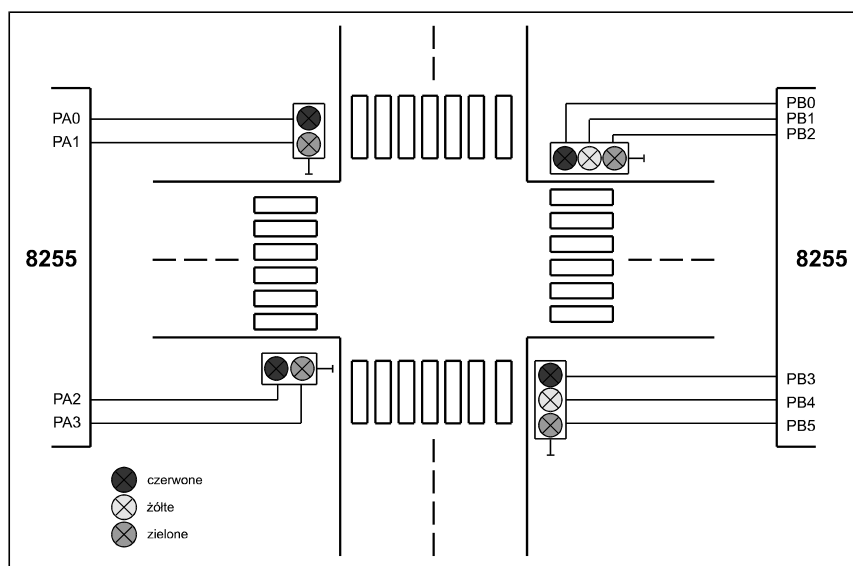 PA0
PA1
PB0
PB1
PB2
8255
8255
PA2
PA3
PB3
PB4
PB5
czerwone
żółte
zielone